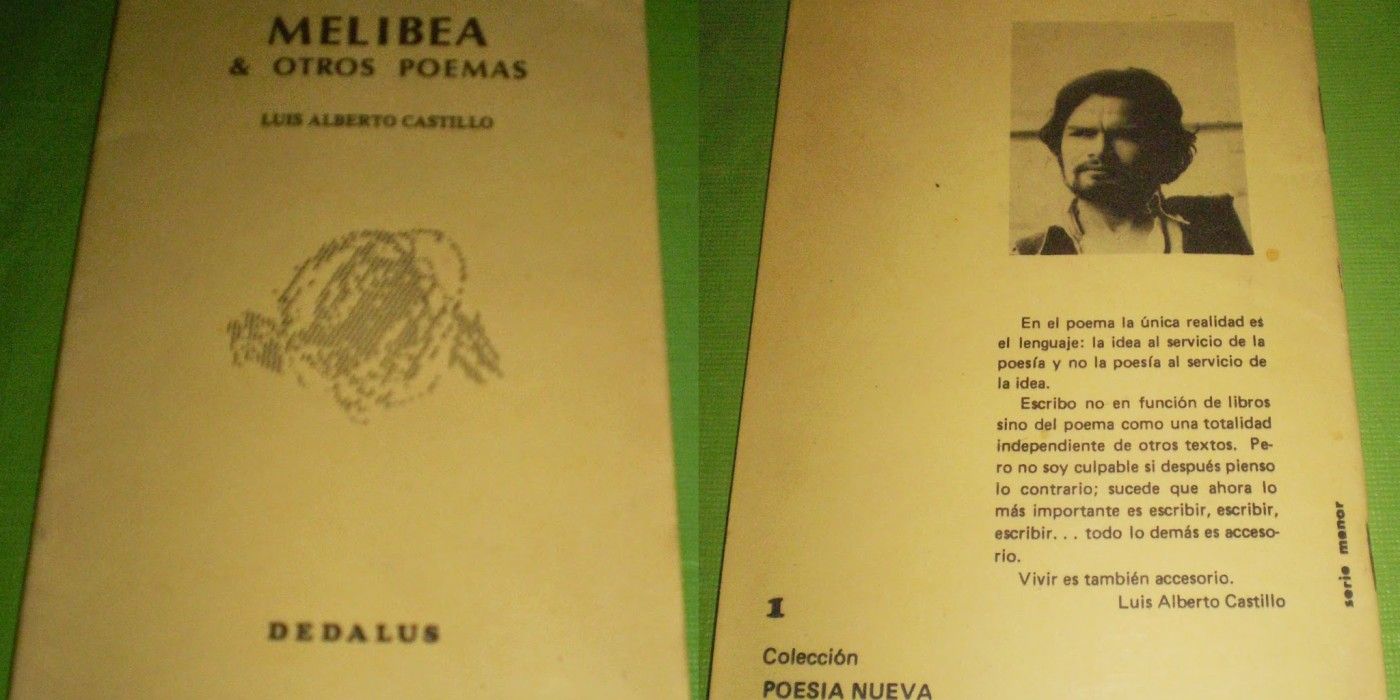 MELIBEA
& OTROS POEMAS
LUIS ALBERTO CASTILLO
DEDALUS
En el poema la única realidad es
el lenguaje: la idea al servicio de la
poesía y no la poesía al servicio de
la idea.
Escribo no en función de libros
sino del poema como una totalidad
independiente de otros textos. Pe-
ro no soy culpable si después pienso
lo contrario; sucede que ahora lo
más importante es escribir, escribir,
escribir... todo lo demás es acceso-
rio.
Vivir es también accesorio.
Luis Alberto Castillo
serie menor
1
Colección
POESIA NUEVA